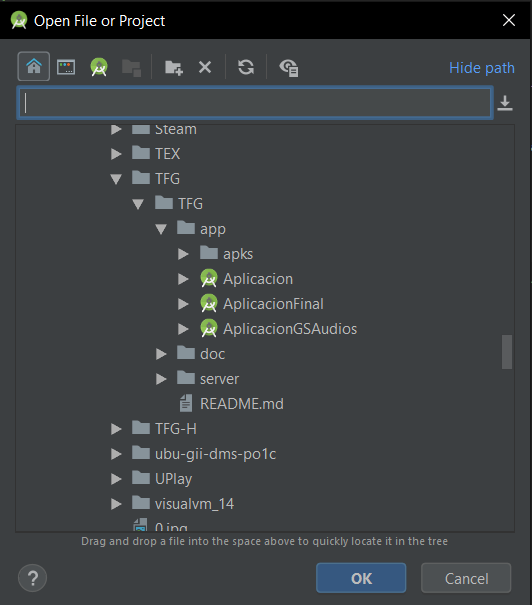 Open File or Project
Hide path
Steam
TEX
TFG
TFG
app
apks
Aplicacion
AplicacionFinal
AplicacionGSAudios
doc
server
README.md
TFG-H
ubu-gii-dms-po1c
UPlay
visualvm_14
0.jpg
Drag and drop a file into the space above to quickly locate it in the tree
?
OK
Cancel